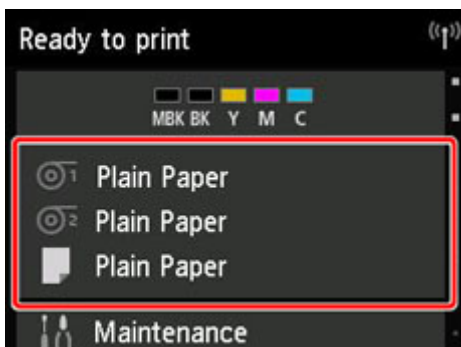 Ready to print
MBK BK Y M C
1 Plain Paper
2 Plain Paper
Plain Paper
Maintenance